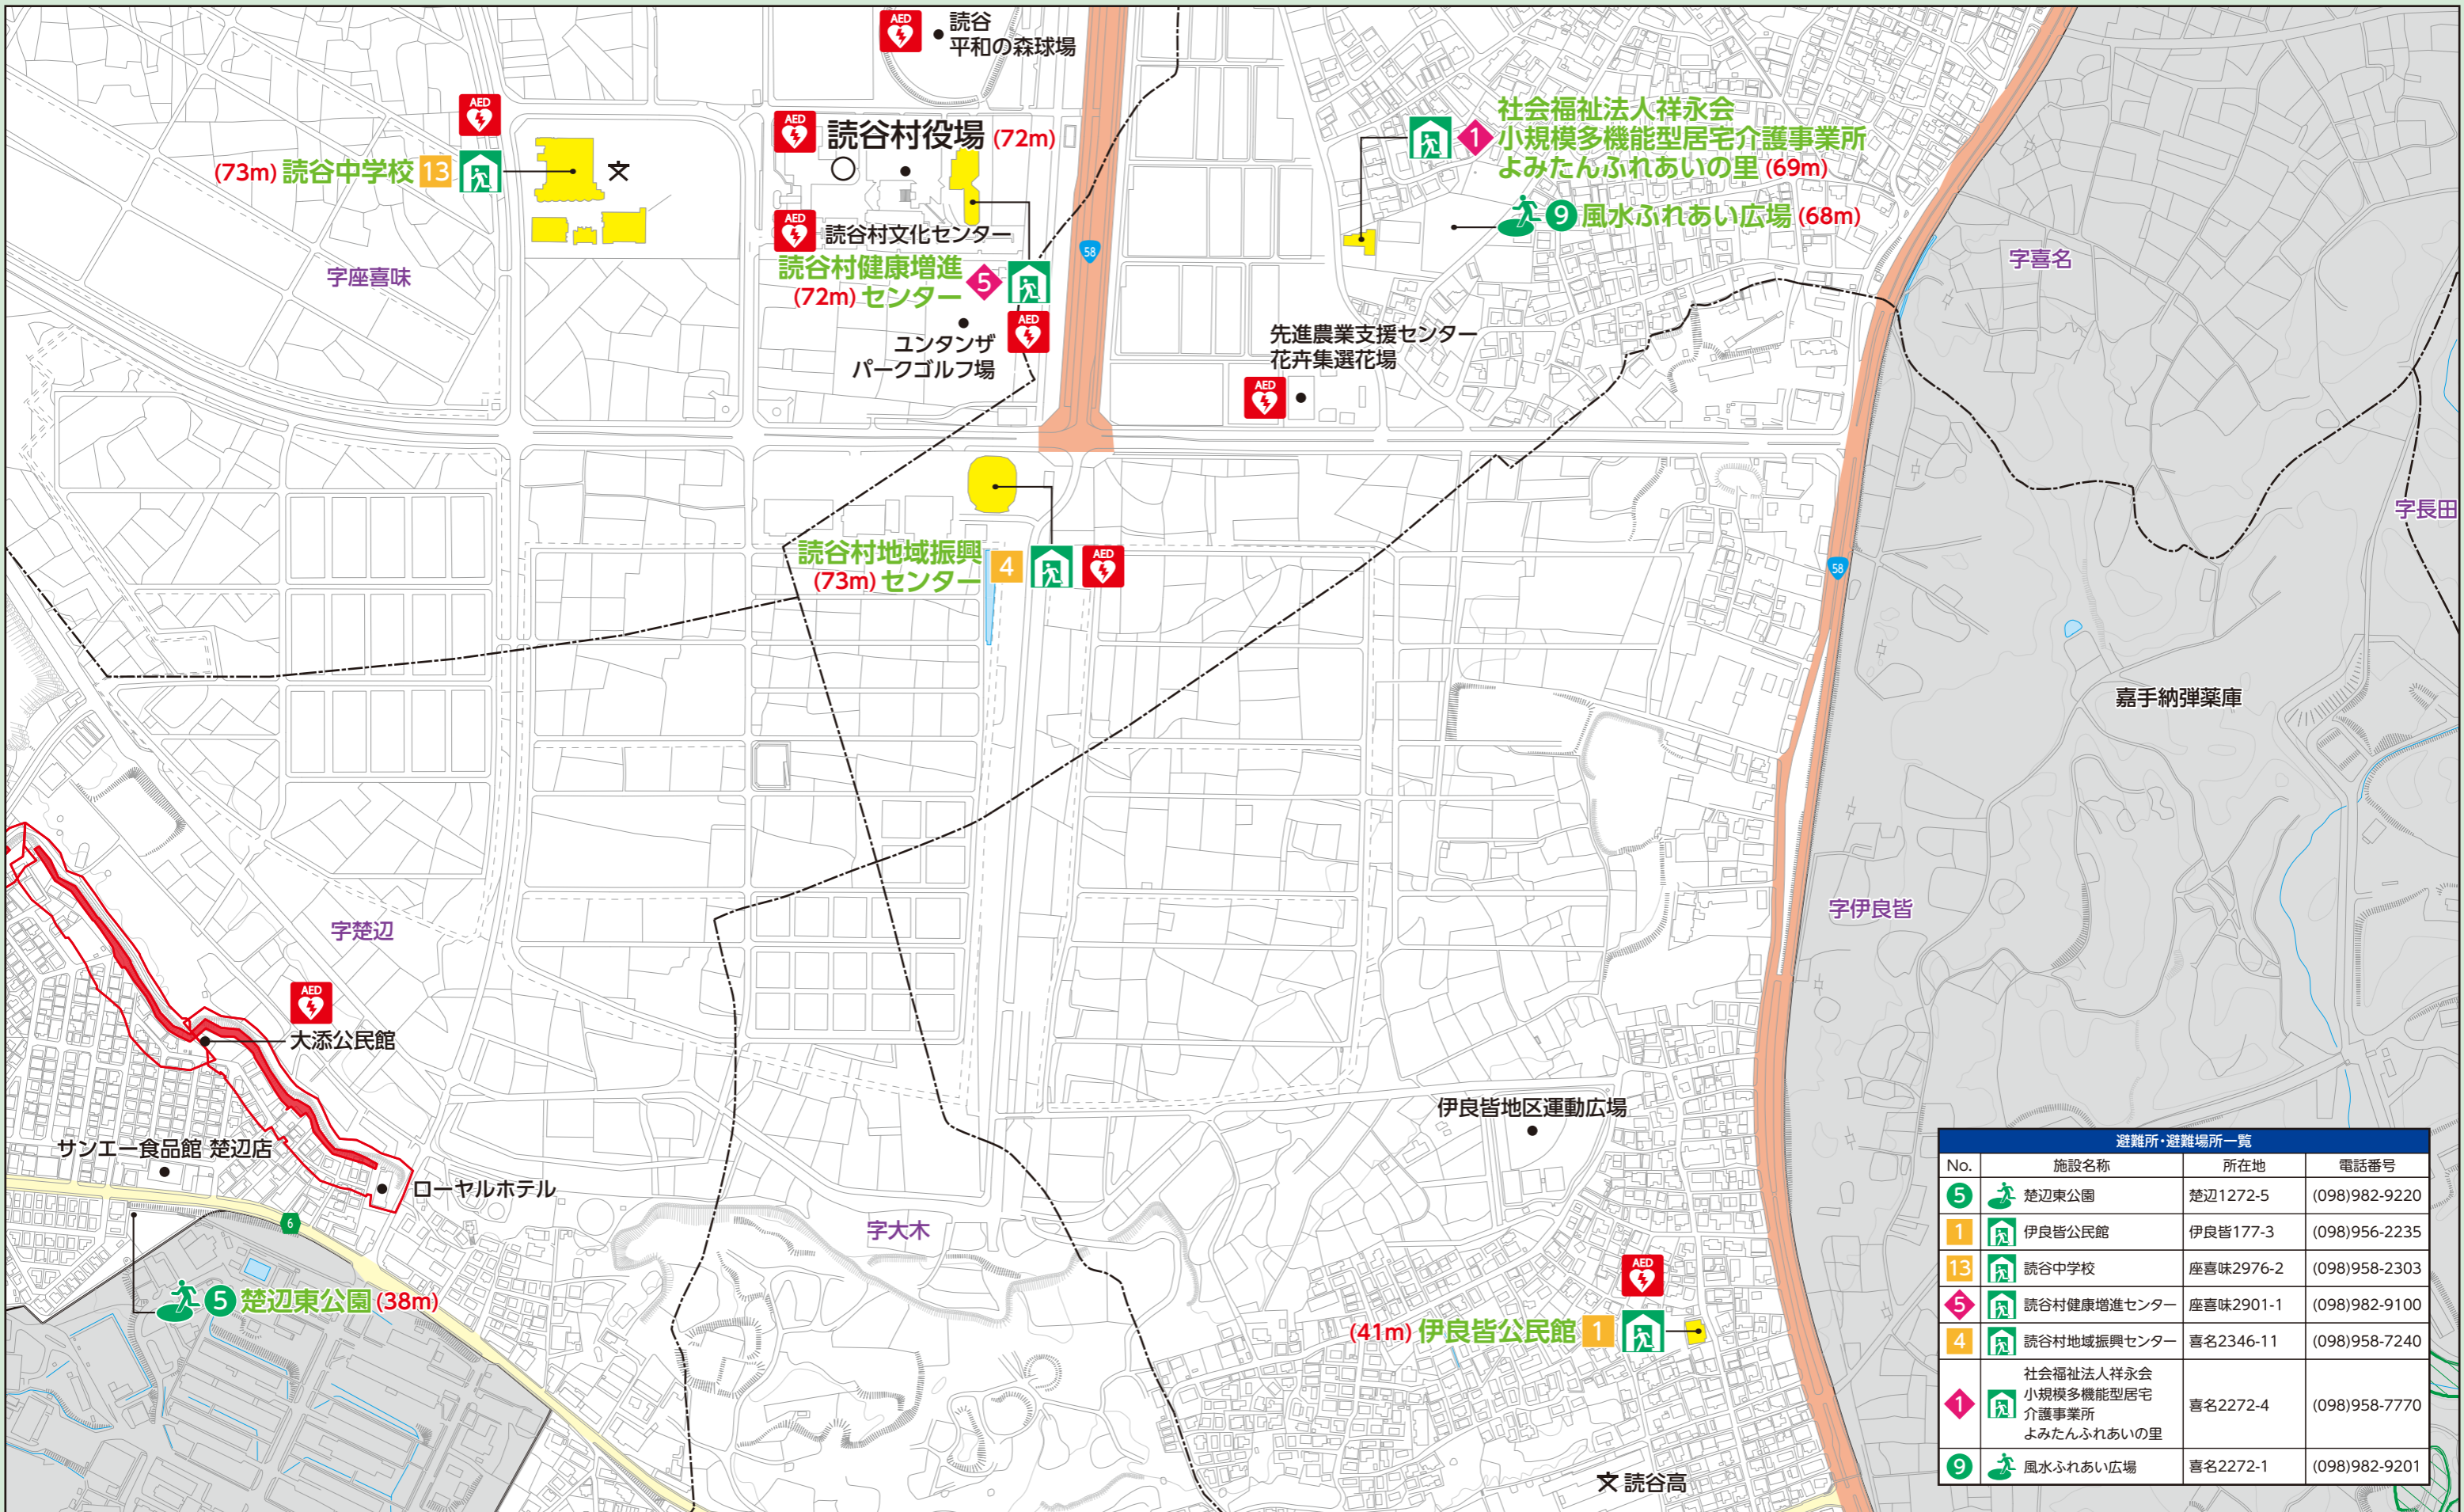 AED
読谷
平和の森球場
AED
AED
読谷村役場 (72m)
(73m) 読谷中学校 13
文
AED
読谷村文化センター
読谷村健康増進
(72m) センター
5
AED
ユンタンザ
パークゴルフ場
58
1
社会福祉法人祥永会
小規模多機能型居宅介護事業所
よみたんふれあいの里 (69m)
9 風水ふれあい広場 (68m)
字座喜味
字喜名
先進農業支援センター
花卉集選花場
AED
字長田
読谷村地域振興
(73m) センター
4
AED
58
嘉手納弾薬庫
字伊良皆
字楚辺
AED
大添公民館
サンエー食品館 楚辺店
ローヤルホテル
6
5 楚辺東公園 (38m)
字大木
伊良皆地区運動広場
AED
(41m) 伊良皆公民館 1
文 読谷高
避難所・避難場所一覧
No. 施設名称 所在地 電話番号
5 楚辺東公園 楚辺1272-5 (098)982-9220
1 伊良皆公民館 伊良皆177-3 (098)956-2235
13 読谷中学校 座喜味2976-2 (098)958-2303
5 読谷村健康増進センター 座喜味2901-1 (098)982-9100
4 読谷村地域振興センター 喜名2346-11 (098)958-7240
1 社会福祉法人祥永会
小規模多機能型居宅
介護事業所
よみたんふれあいの里 喜名2272-4 (098)958-7770
9 風水ふれあい広場 喜名2272-1 (098)982-9201